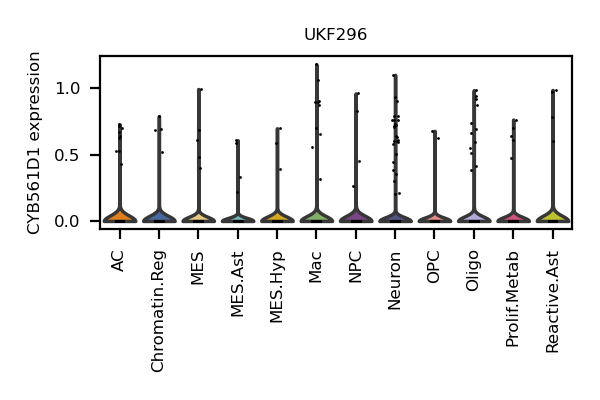 UKF296
CYB561D1 expression
1.0
0.5
0.0
AC
Chromatin.Reg
MES
MES.Ast
MES.Hyp
Mac
NPC
Neuron
OPC
Oligo
Prolif.Metab
Reactive.Ast